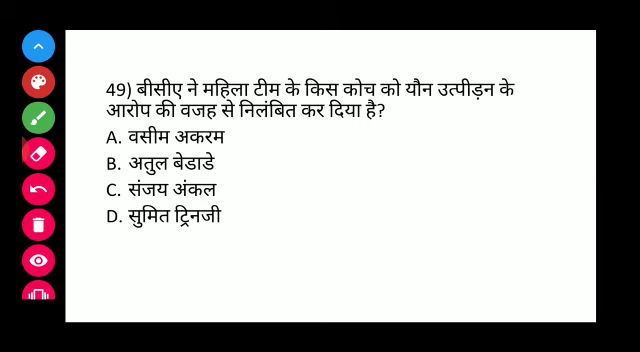 49) बीसीए ने महिला टीम के किस कोच को यौन उत्पीड़न के
आरोप की वजह से निलंबित कर दिया है?
A. वसीम अकरम
B. अतुल बेडाडे
C. संजय अंकल
D. सुमित ट्रिनजी